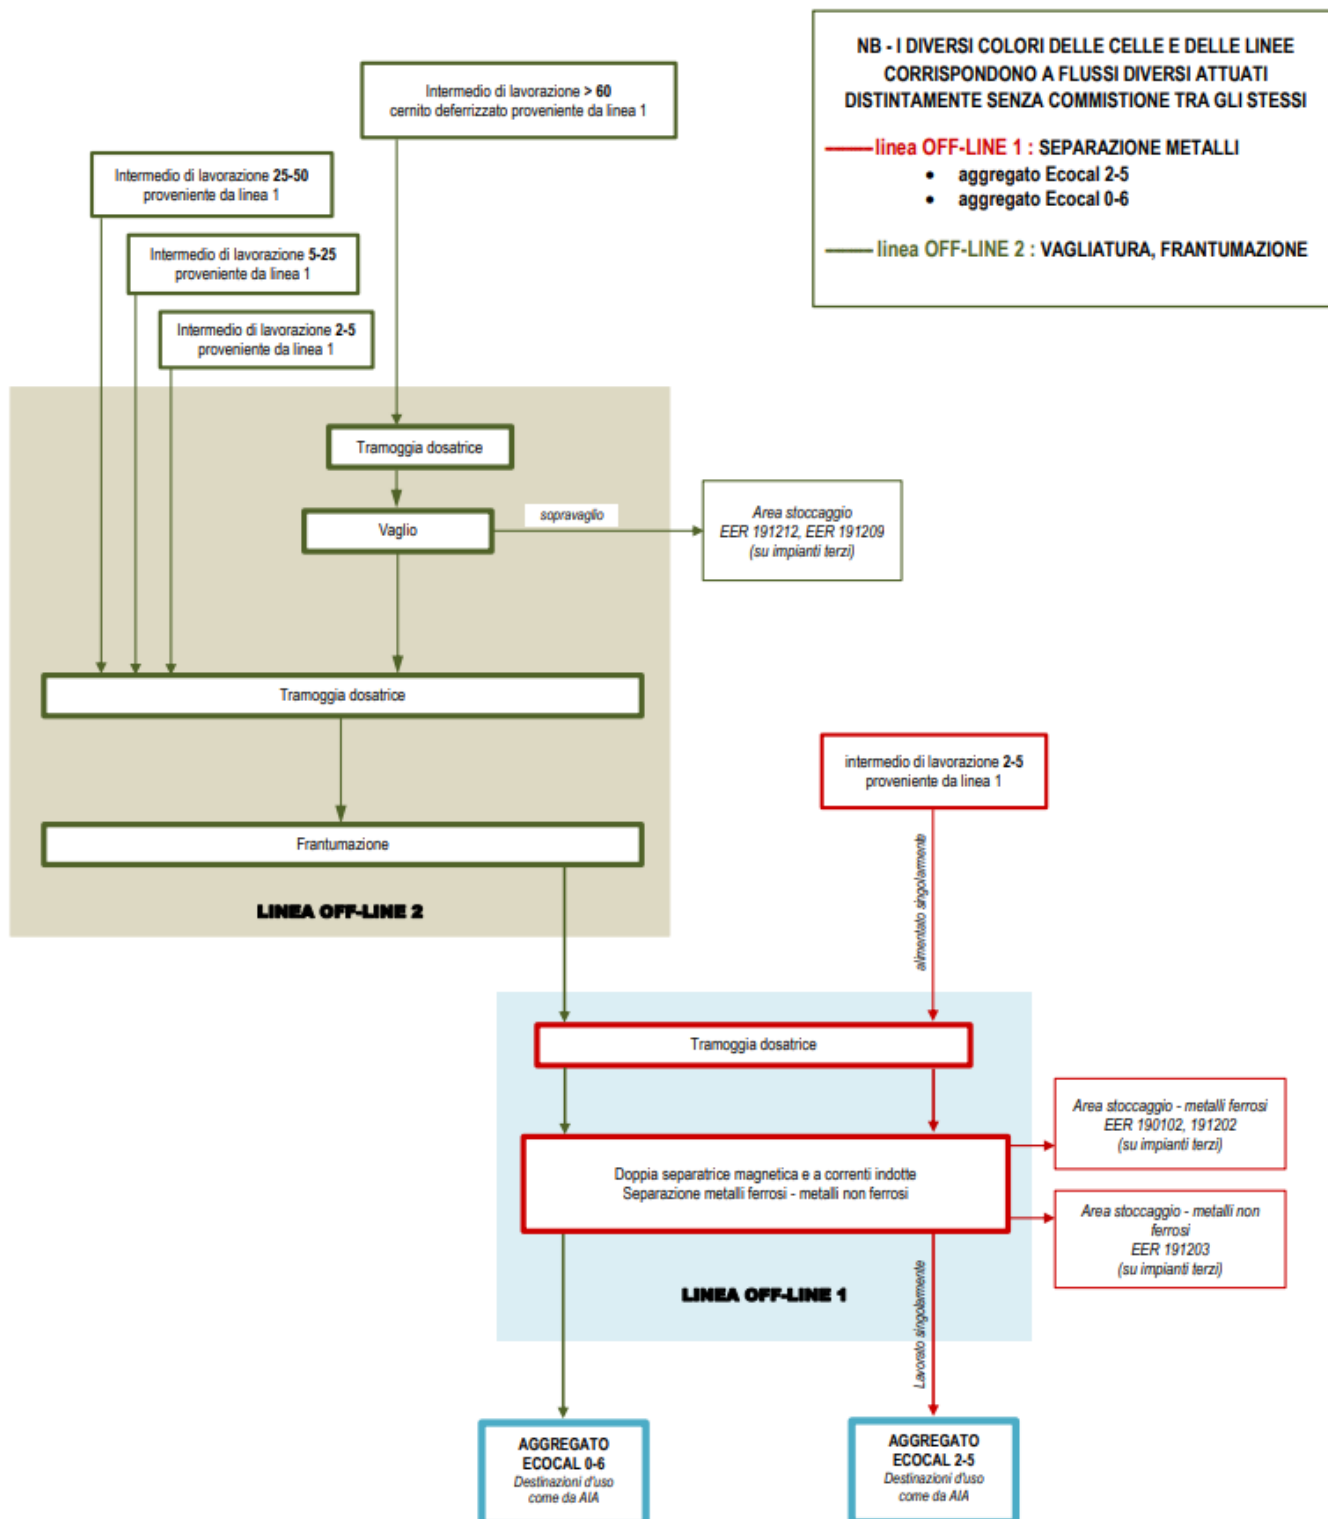 NB - I DIVERSI COLORI DELLE CELLE E DELLE LINEE
CORRISPONDONO A FLUSSI DIVERSI ATTUATI
DISTINTAMENTE SENZA COMMISTIONE TRA GLI STESSI
linea OFF-LINE 1 : SEPARAZIONE METALLI
• aggregato Ecocal 2-5
• aggregato Ecocal 0-6
linea OFF-LINE 2 : VAGLIATURA, FRANTUMAZIONE
Intermedio di lavorazione > 60
cernito deferrizzato proveniente da linea 1
Intermedio di lavorazione 25-50
proveniente da linea 1
Intermedio di lavorazione 5-25
proveniente da linea 1
Intermedio di lavorazione 2-5
proveniente da linea 1
Tramoggia dosatrice
Vaglio
sopravaglio
Area stoccaggio
EER 191212, EER 191209
(su impianti terzi)
Tramoggia dosatrice
Frantumazione
LINEA OFF-LINE 2
intermedio di lavorazione 2-5
proveniente da linea 1
alimentato singolarmente
Tramoggia dosatrice
Doppia separatrice magnetica e a correnti indotte
Separazione metalli ferrosi - metalli non ferrosi
Area stoccaggio - metalli ferrosi
EER 190102, 191202
(su impianti terzi)
Area stoccaggio - metalli non
ferrosi
EER 191203
(su impianti terzi)
LINEA OFF-LINE 1
Lavorato singolarmente
AGGREGATO
ECOCAL 0-6
Destinazioni d'uso
come da AIA
AGGREGATO
ECOCAL 2-5
Destinazioni d'uso
come da AIA